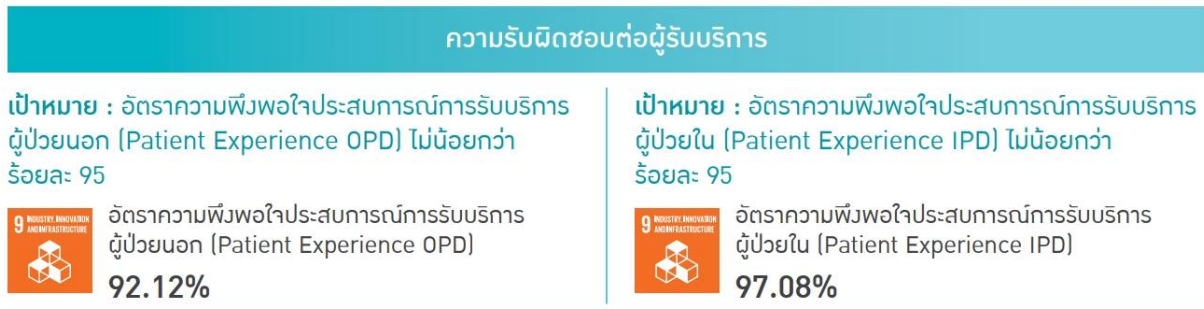 ความรับผิดชอบต่อผู้รับบริการ
เป้าหมาย : อัตราความพึงพอใจประสบการณ์การรับบริการ
ผู้ป่วยนอก (Patient Experience OPD) ไม่น้อยกว่า
ร้อยละ 95
9 INDUSTRY, INNOVATION
AND INFRASTRUCTURE
อัตราความพึงพอใจประสบการณ์การรับบริการ
ผู้ป่วยนอก (Patient Experience OPD)
92.12%
เป้าหมาย : อัตราความพึงพอใจประสบการณ์การรับบริการ
ผู้ป่วยใน (Patient Experience IPD) ไม่น้อยกว่า
ร้อยละ 95
9 INDUSTRY, INNOVATION
AND INFRASTRUCTURE
อัตราความพึงพอใจประสบการณ์การรับบริการ
ผู้ป่วยใน (Patient Experience IPD)
97.08%